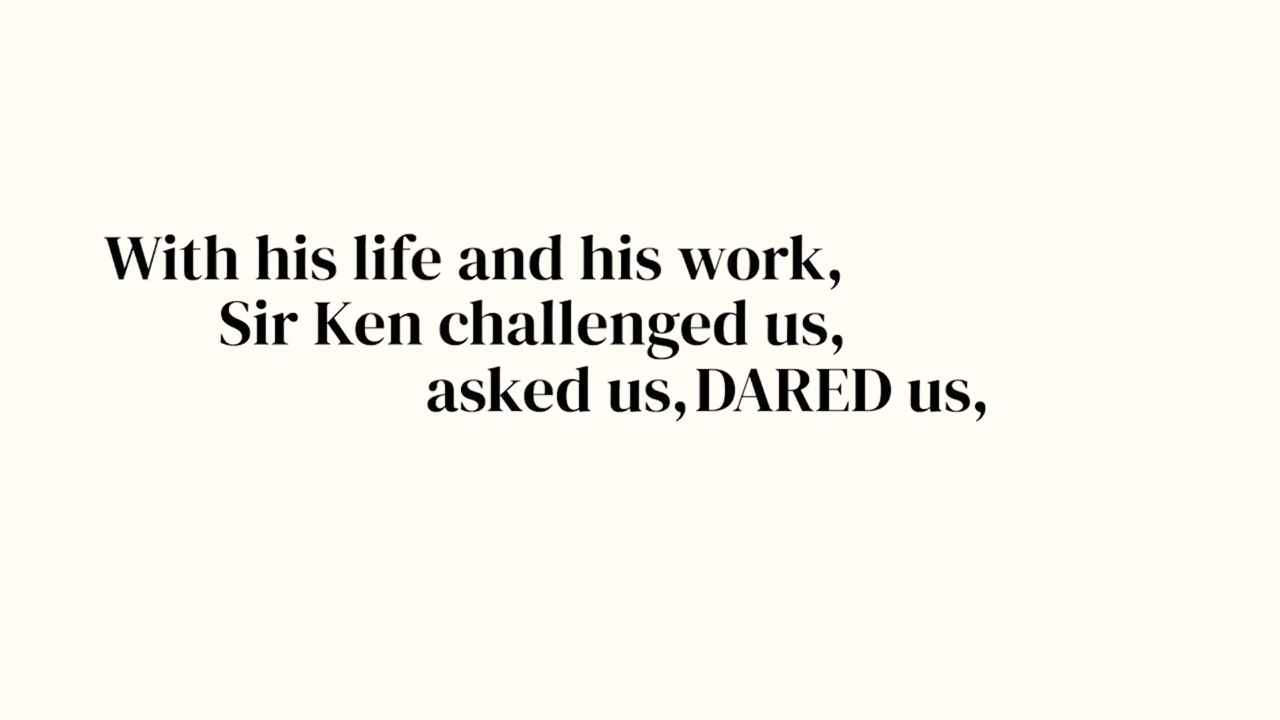 With his life and his work,
Sir Ken challenged us,
asked us, DARED us,